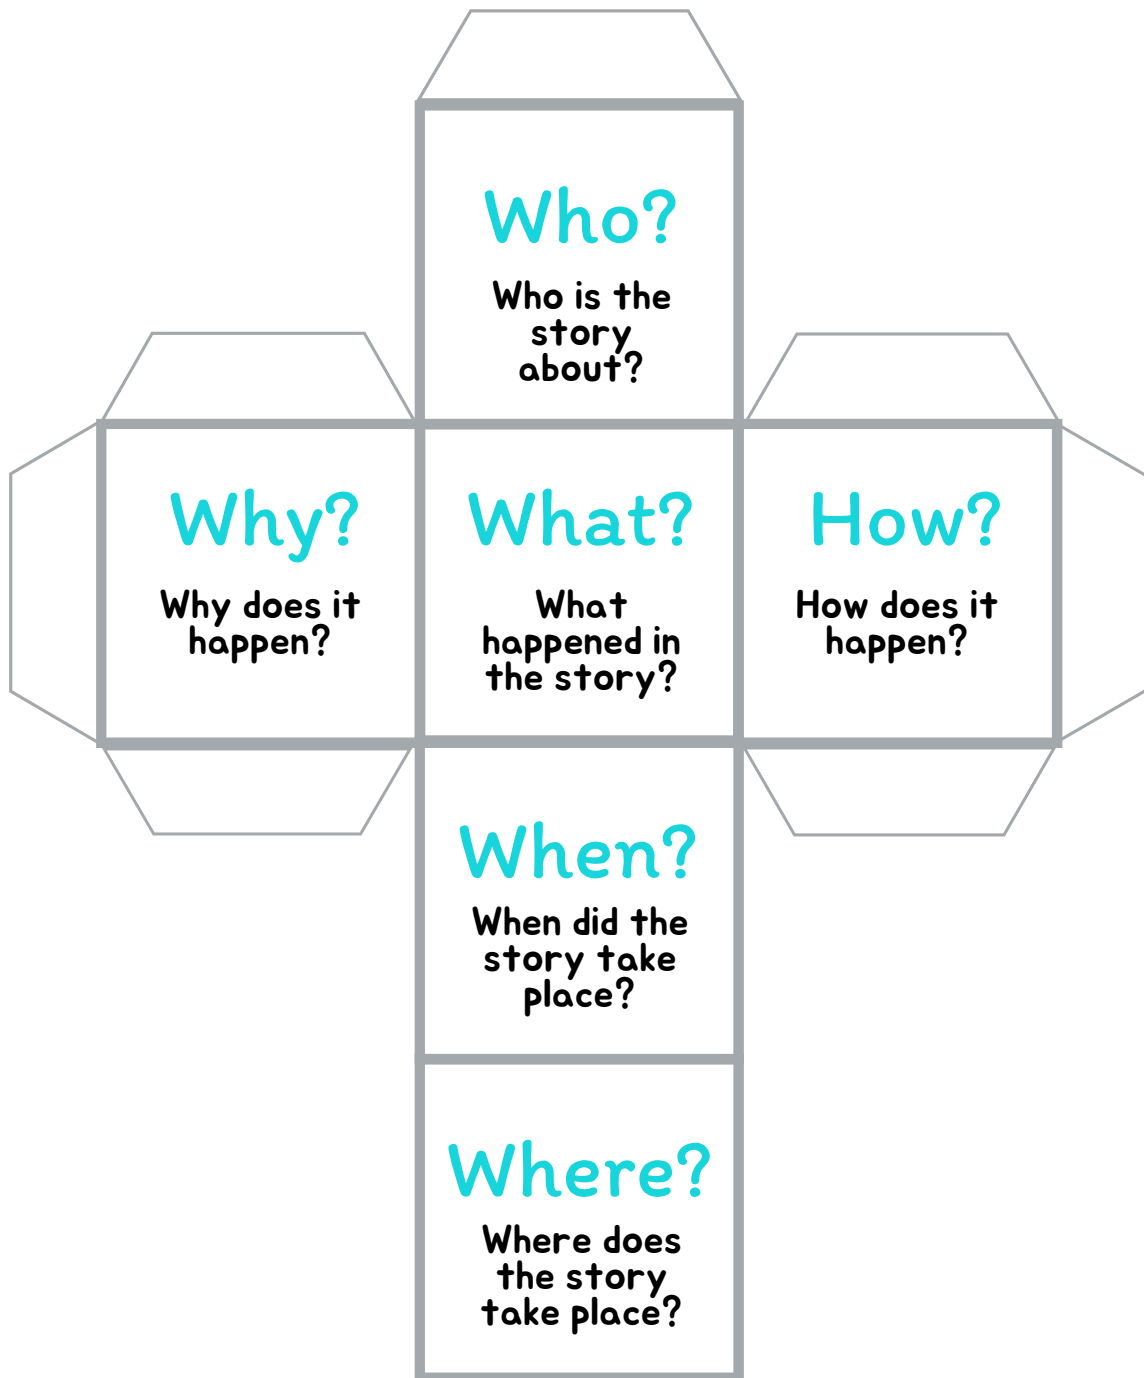 Who?
Who is the
story
about?
Why?
Why does it
happen?
What?
What
happened in
the story?
How?
How does it
happen?
When?
When did the
story take
place?
Where?
Where does
the story
take place?